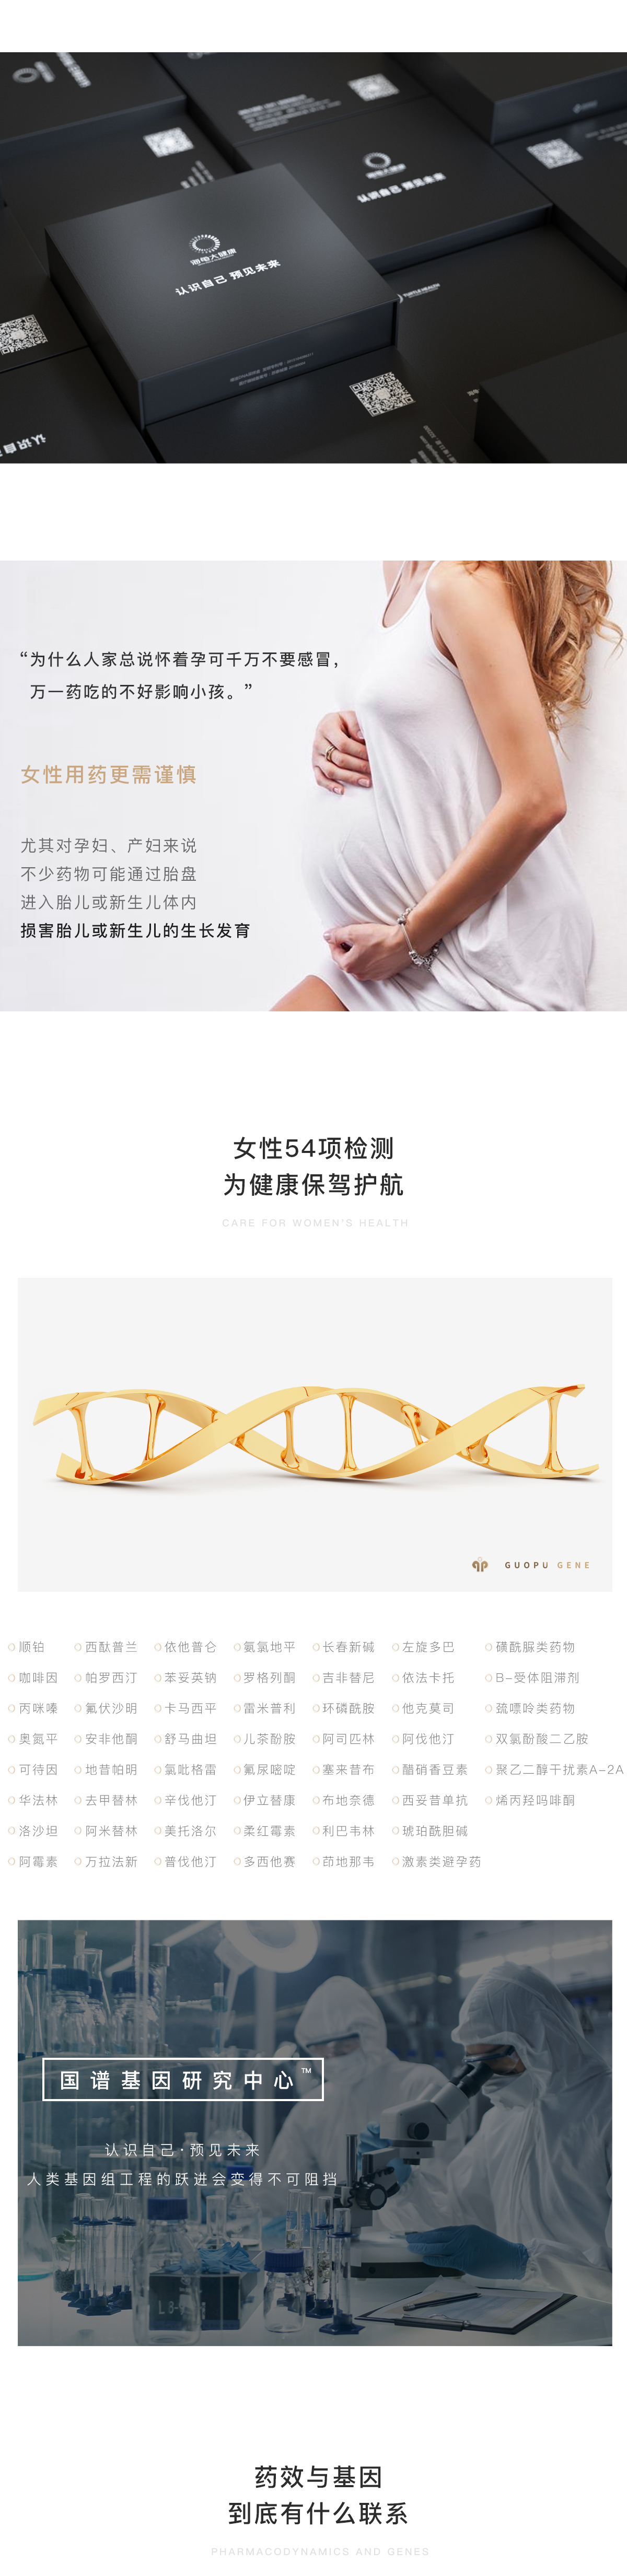 海龟大健康
认识自己 预见未来
认识自己 预见未来
TURTLE HEALTH
认识自
“为什么人家总说怀着孕可千万不要感冒，
万一药吃的不好影响小孩。”
女性用药更需谨慎
尤其对孕妇、产妇来说
不少药物可能通过胎盘
进入胎儿或新生儿体内
损害胎儿或新生儿的生长发育
女性54项检测
为健康保驾护航
CARE FOR WOMEN'S HEALTH
GUOPU GENE
顺铂 西酞普兰 依他普仑 氨氯地平 长春新碱 左旋多巴 磺酰脲类药物
咖啡因 帕罗西汀 苯妥英钠 罗格列酮 吉非替尼 依法卡托 B-受体阻滞剂
丙咪嗪 氟伏沙明 卡马西平 雷米普利 环磷酰胺 他克莫司 巯嘌呤类药物
奥氮平 安非他酮 舒马曲坦 儿茶酚胺 阿司匹林 阿伐他汀 双氯酚酸二乙胺
可待因 地昔帕明 氯吡格雷 氟尿嘧啶 塞来昔布 醋硝香豆素 聚乙二醇干扰素A-2A
华法林 去甲替林 辛伐他汀 伊立替康 布地奈德 西妥昔单抗 烯丙羟吗啡酮
洛沙坦 阿米替林 美托洛尔 柔红霉素 利巴韦林 琥珀酰胆碱
阿霉素 万拉法新 普伐他汀 多西他赛 茚地那韦 激素类避孕药
国谱基因研究中心™
认识自己·预见未来
人类基因组工程的跃进会变得不可阻挡
药效与基因
到底有什么联系
PHARMACODYNAMICS AND GENES